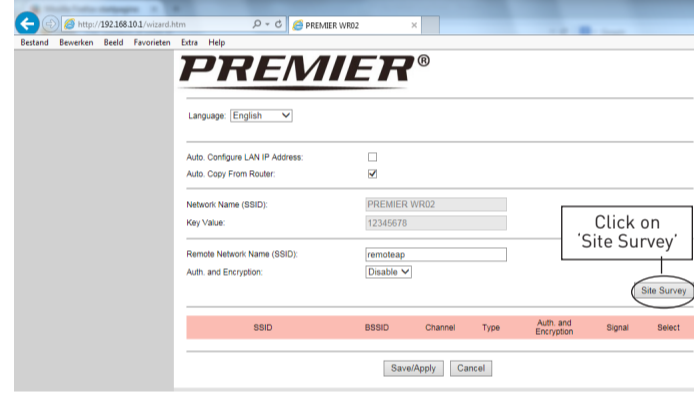 http://192.168.10.1/wizard.htm
PREMIER WR02
Bestand Bewerken Beeld Favorieten Extra Help
PREMIER®
Language: English
Auto. Configure LAN IP Address:
Auto. Copy From Router:
Network Name (SSID): PREMIER WR02
Key Value: 12345678
Click on
'Site Survey'
Remote Network Name (SSID): remoteap
Auth. and Encryption: Disable
Site Survey
SSID BSSID Channel Type Auth. and Encryption Signal Select
Save/Apply Cancel